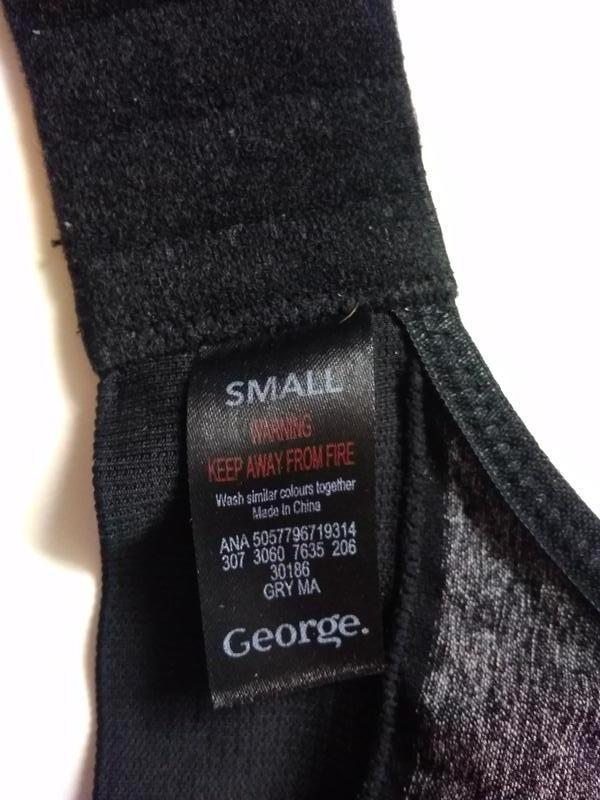 SMALL
WARNING
KEEP AWAY FROM FIRE
Wash similar colours together
Made In China
ANA 5057796719314
307 3060 7635 206
30186
GRY MA
George.